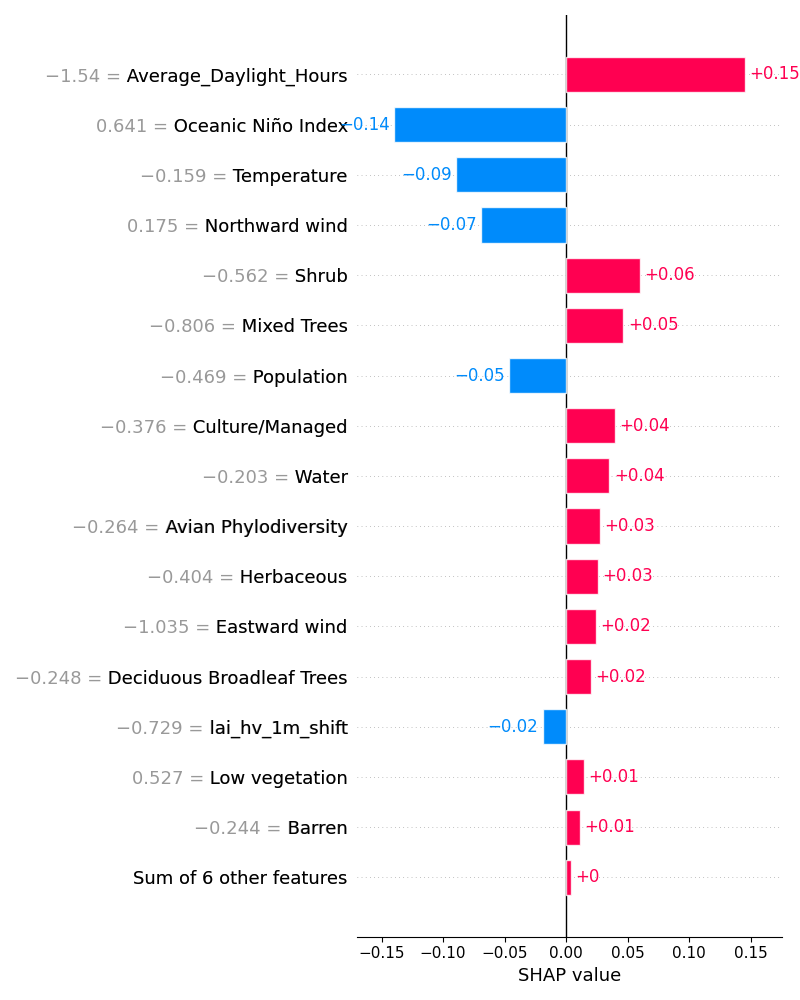 −1.54 = Average_Daylight_Hours +0.15
0.641 = Oceanic Niño Index −0.14
−0.159 = Temperature −0.09
0.175 = Northward wind −0.07
−0.562 = Shrub +0.06
−0.806 = Mixed Trees +0.05
−0.469 = Population −0.05
−0.376 = Culture/Managed +0.04
−0.203 = Water +0.04
−0.264 = Avian Phylodiversity +0.03
−0.404 = Herbaceous +0.03
−1.035 = Eastward wind +0.02
−0.248 = Deciduous Broadleaf Trees +0.02
−0.729 = lai_hv_1m_shift −0.02
0.527 = Low vegetation +0.01
−0.244 = Barren +0.01
Sum of 6 other features +0
−0.15 −0.10 −0.05 0.00 0.05 0.10 0.15
SHAP value